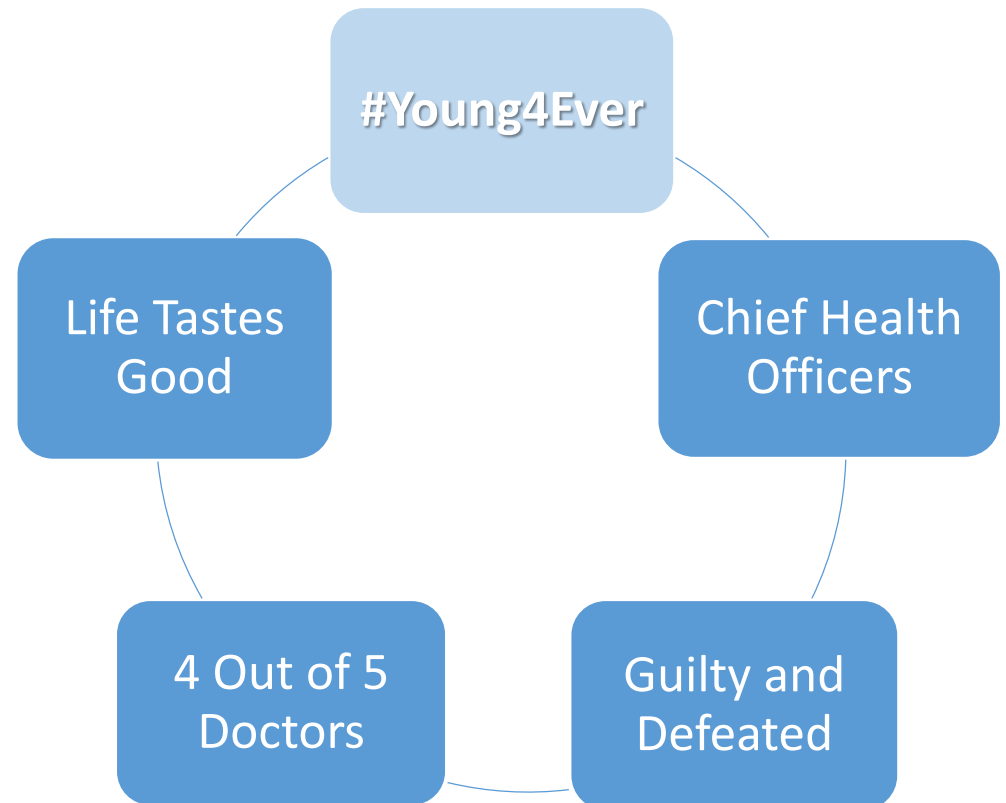 #Young4Ever
Chief Health
Officers
Guilty and
Defeated
4 Out of 5
Doctors
Life Tastes
Good